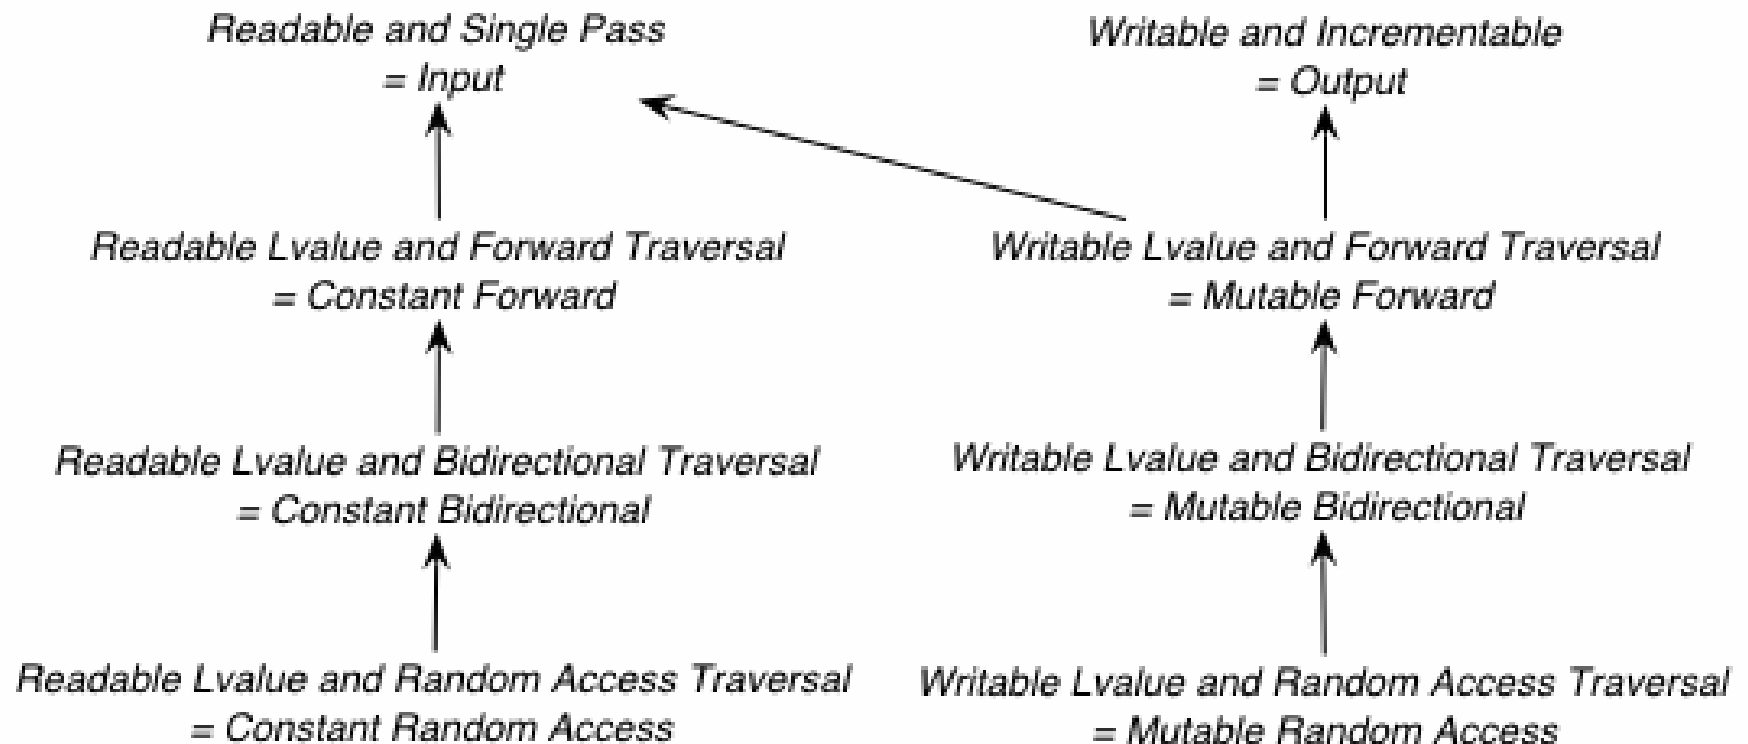 Readable and Single Pass
= Input
Writable and Incrementable
= Output
Readable Lvalue and Forward Traversal
= Constant Forward
Writable Lvalue and Forward Traversal
= Mutable Forward
Readable Lvalue and Bidirectional Traversal
= Constant Bidirectional
Writable Lvalue and Bidirectional Traversal
= Mutable Bidirectional
Readable Lvalue and Random Access Traversal
= Constant Random Access
Writable Lvalue and Random Access Traversal
= Mutable Random Access